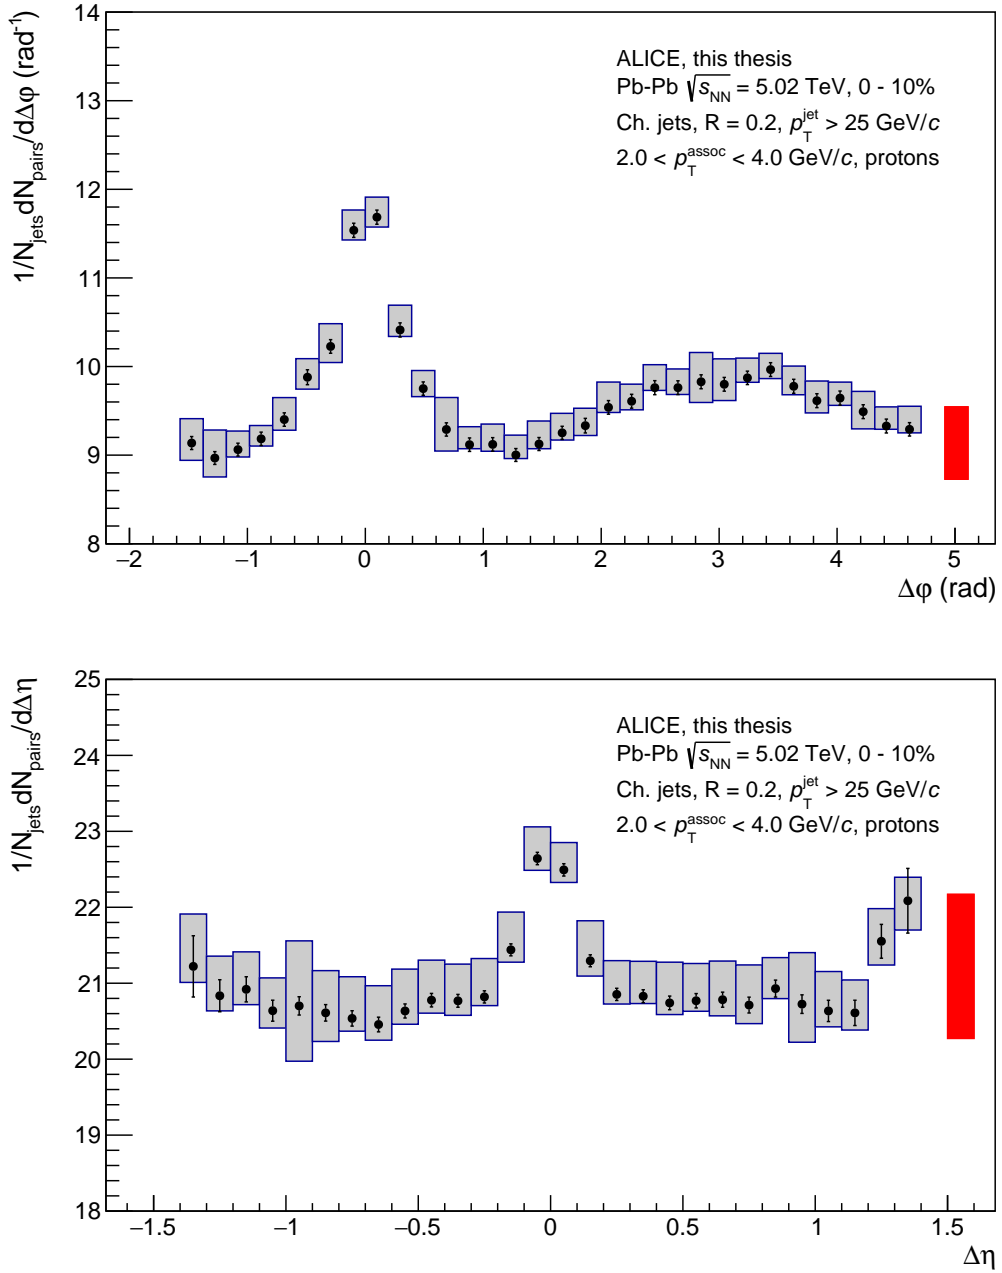 1/N_jets dN_pairs/dΔφ (rad⁻¹)
14
13
12
11
10
9
8
ALICE, this thesis
Pb-Pb √s_NN = 5.02 TeV, 0 - 10%
Ch. jets, R = 0.2, p_T^jet > 25 GeV/c
2.0 < p_T^assoc < 4.0 GeV/c, protons
−2 −1 0 1 2 3 4 5
Δφ (rad)
1/N_jets dN_pairs/dΔη
25
24
23
22
21
20
19
18
ALICE, this thesis
Pb-Pb √s_NN = 5.02 TeV, 0 - 10%
Ch. jets, R = 0.2, p_T^jet > 25 GeV/c
2.0 < p_T^assoc < 4.0 GeV/c, protons
−1.5 −1 −0.5 0 0.5 1 1.5
Δη